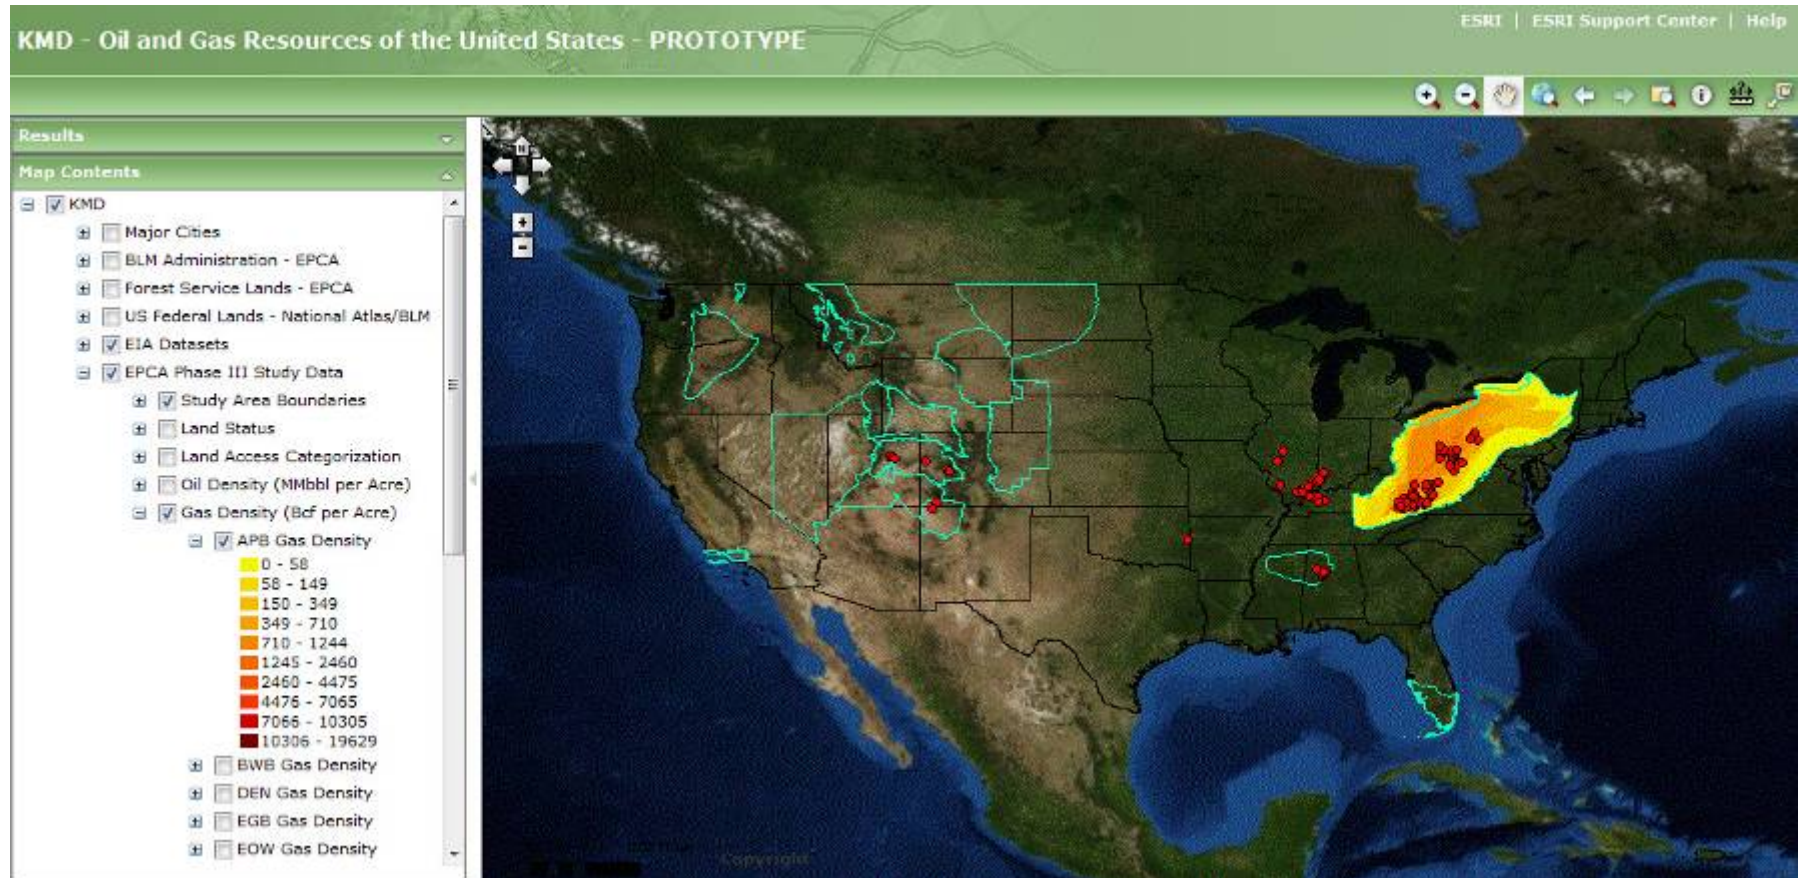 ESRI | ESRI Support Center | Help
KMD - Oil and Gas Resources of the United States - PROTOTYPE
Results
Map Contents
KMD
Major Cities
BLM Administration - EPCA
Forest Service Lands - EPCA
US Federal Lands - National Atlas/BLM
EIA Datasets
EPCA Phase III Study Data
Study Area Boundaries
Land Status
Land Access Categorization
Oil Density (MMbbl per Acre)
Gas Density (Bcf per Acre)
APB Gas Density
0 - 58
58 - 149
150 - 349
349 - 710
710 - 1244
1245 - 2460
2460 - 4475
4476 - 7065
7066 - 10305
10306 - 19629
BWB Gas Density
DEN Gas Density
EGB Gas Density
EOW Gas Density
N
Copyright